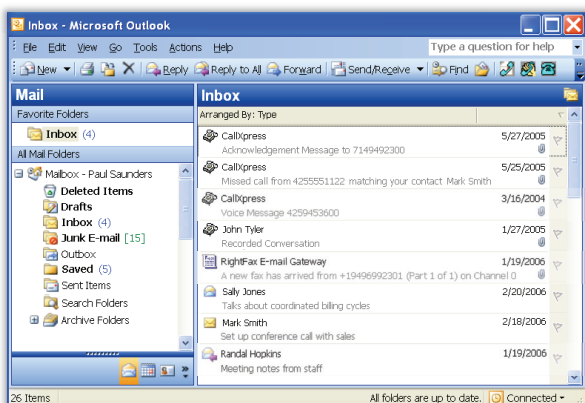 Inbox - Microsoft Outlook
File Edit View Go Tools Actions Help Type a question for help
New Reply Reply to All Forward Send/Receive Find
Mail
Favorite Folders
Inbox (4)
All Mail Folders
Mailbox - Paul Saunders
Deleted Items
Drafts
Inbox (4)
Junk E-mail [15]
Outbox
Saved (5)
Sent Items
Search Folders
Archive Folders
Inbox
Arranged By: Type
CallXpress 5/27/2005
Acknowledgement Message to 7149492300
CallXpress 5/25/2005
Missed call from 4255551122 matching your contact Mark Smith
CallXpress 3/16/2004
Voice Message 4259453600
John Tyler 1/27/2005
Recorded Conversation
RightFax E-mail Gateway 1/19/2006
A new fax has arrived from +19496992301 (Part 1 of 1) on Channel 0
Sally Jones 2/20/2006
Talks about coordinated billing cycles
Mark Smith 2/18/2006
Set up conference call with sales
Randal Hopkins 1/19/2006
Meeting notes from staff
26 Items All folders are up to date. Connected